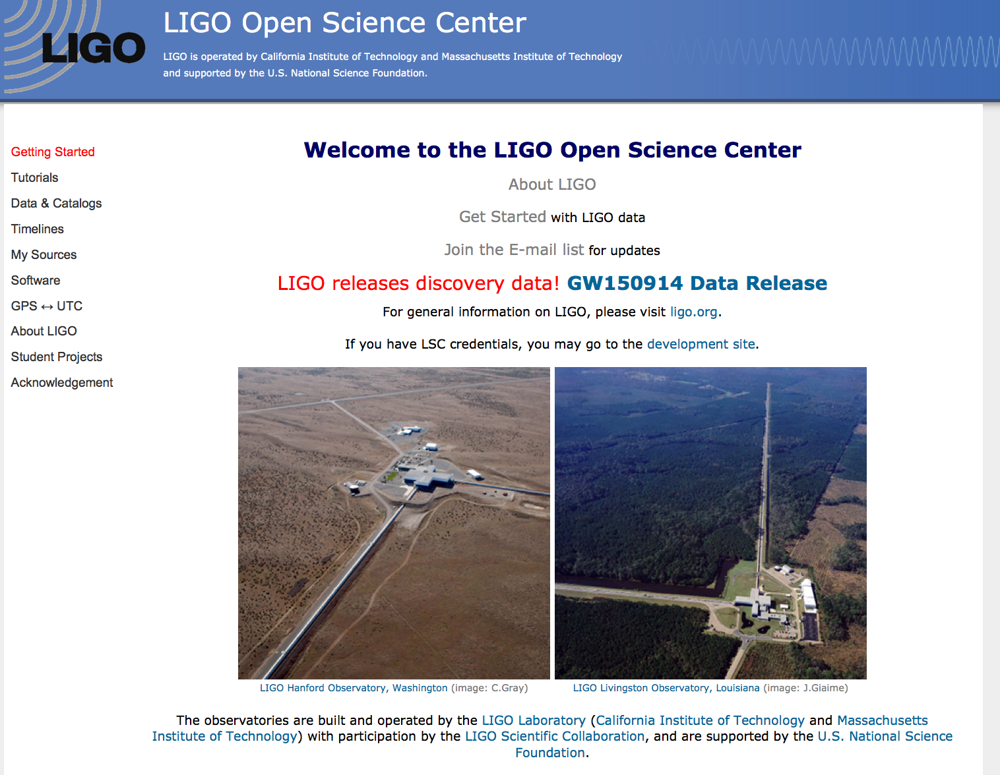 LIGO
LIGO Open Science Center
LIGO is operated by California Institute of Technology and Massachusetts Institute of Technology
and supported by the U.S. National Science Foundation.
Getting Started
Tutorials
Data & Catalogs
Timelines
My Sources
Software
GPS ↔ UTC
About LIGO
Student Projects
Acknowledgement
Welcome to the LIGO Open Science Center
About LIGO
Get Started with LIGO data
Join the E-mail list for updates
LIGO releases discovery data! GW150914 Data Release
For general information on LIGO, please visit ligo.org.
If you have LSC credentials, you may go to the development site.
LIGO Hanford Observatory, Washington (image: C.Gray)
LIGO Livingston Observatory, Louisiana (image: J.Giaime)
The observatories are built and operated by the LIGO Laboratory (California Institute of Technology and Massachusetts
Institute of Technology) with participation by the LIGO Scientific Collaboration, and are supported by the U.S. National Science
Foundation.